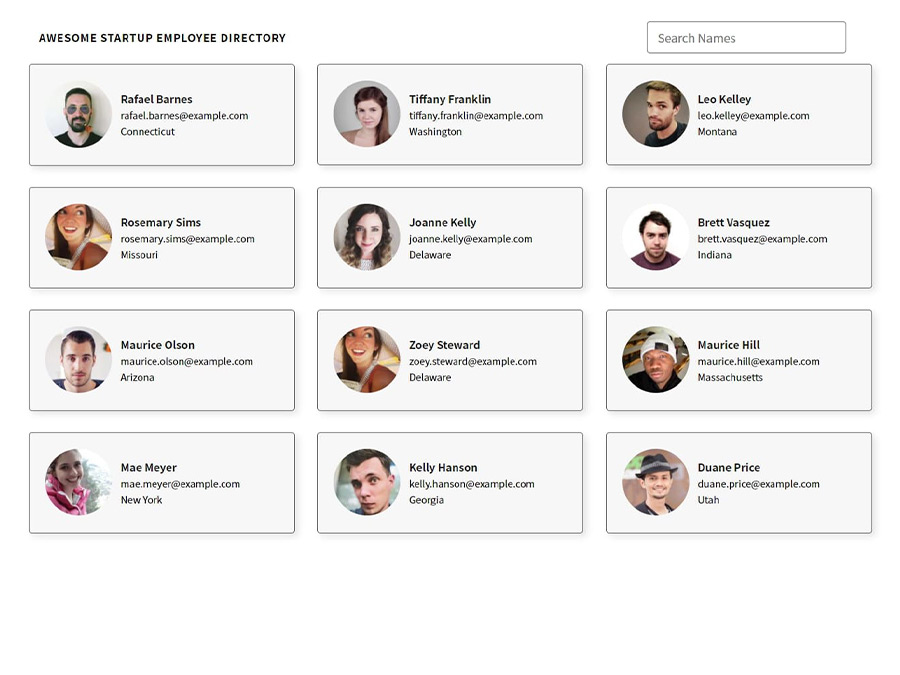 AWESOME STARTUP EMPLOYEE DIRECTORY
Search Names
Rafael Barnes
rafael.barnes@example.com
Connecticut
Tiffany Franklin
tiffany.franklin@example.com
Washington
Leo Kelley
leo.kelley@example.com
Montana
Rosemary Sims
rosemary.sims@example.com
Missouri
Joanne Kelly
joanne.kelly@example.com
Delaware
Brett Vasquez
brett.vasquez@example.com
Indiana
Maurice Olson
maurice.olson@example.com
Arizona
Zoey Steward
zoey.steward@example.com
Delaware
Maurice Hill
maurice.hill@example.com
Massachusetts
Mae Meyer
mae.meyer@example.com
New York
Kelly Hanson
kelly.hanson@example.com
Georgia
Duane Price
duane.price@example.com
Utah